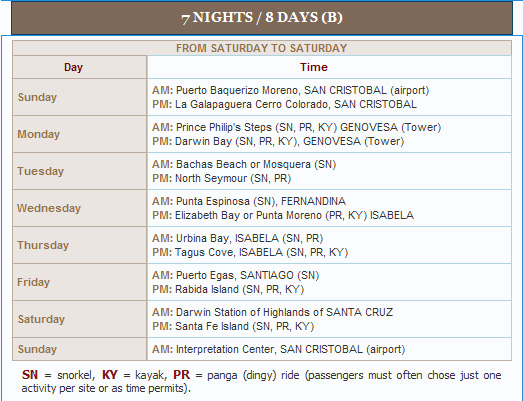 7 NIGHTS / 8 DAYS (B)
FROM SATURDAY TO SATURDAY
Day Time
Sunday
AM: Puerto Baquerizo Moreno, SAN CRISTOBAL (airport)
PM: La Galapaguera Cerro Colorado, SAN CRISTOBAL
Monday
AM: Prince Philip's Steps (SN, PR, KY) GENOVESA (Tower)
PM: Darwin Bay (SN, PR, KY), GENOVESA (Tower)
Tuesday
AM: Bachas Beach or Mosquera (SN)
PM: North Seymour (SN, PR)
Wednesday
AM: Punta Espinosa (SN), FERNANDINA
PM: Elizabeth Bay or Punta Moreno (PR, KY) ISABELA
Thursday
AM: Urbina Bay, ISABELA (SN, PR)
PM: Tagus Cove, ISABELA (SN, PR, KY)
Friday
AM: Puerto Egas, SANTIAGO (SN)
PM: Rabida Island (SN, PR, KY)
Saturday
AM: Darwin Station of Highlands of SANTA CRUZ
PM: Santa Fe Island (SN, PR, KY)
Sunday
AM: Interpretation Center, SAN CRISTOBAL (airport)
SN = snorkel, KY = kayak, PR = panga (dingy) ride (passengers must often chose just one
activity per site or as time permits).